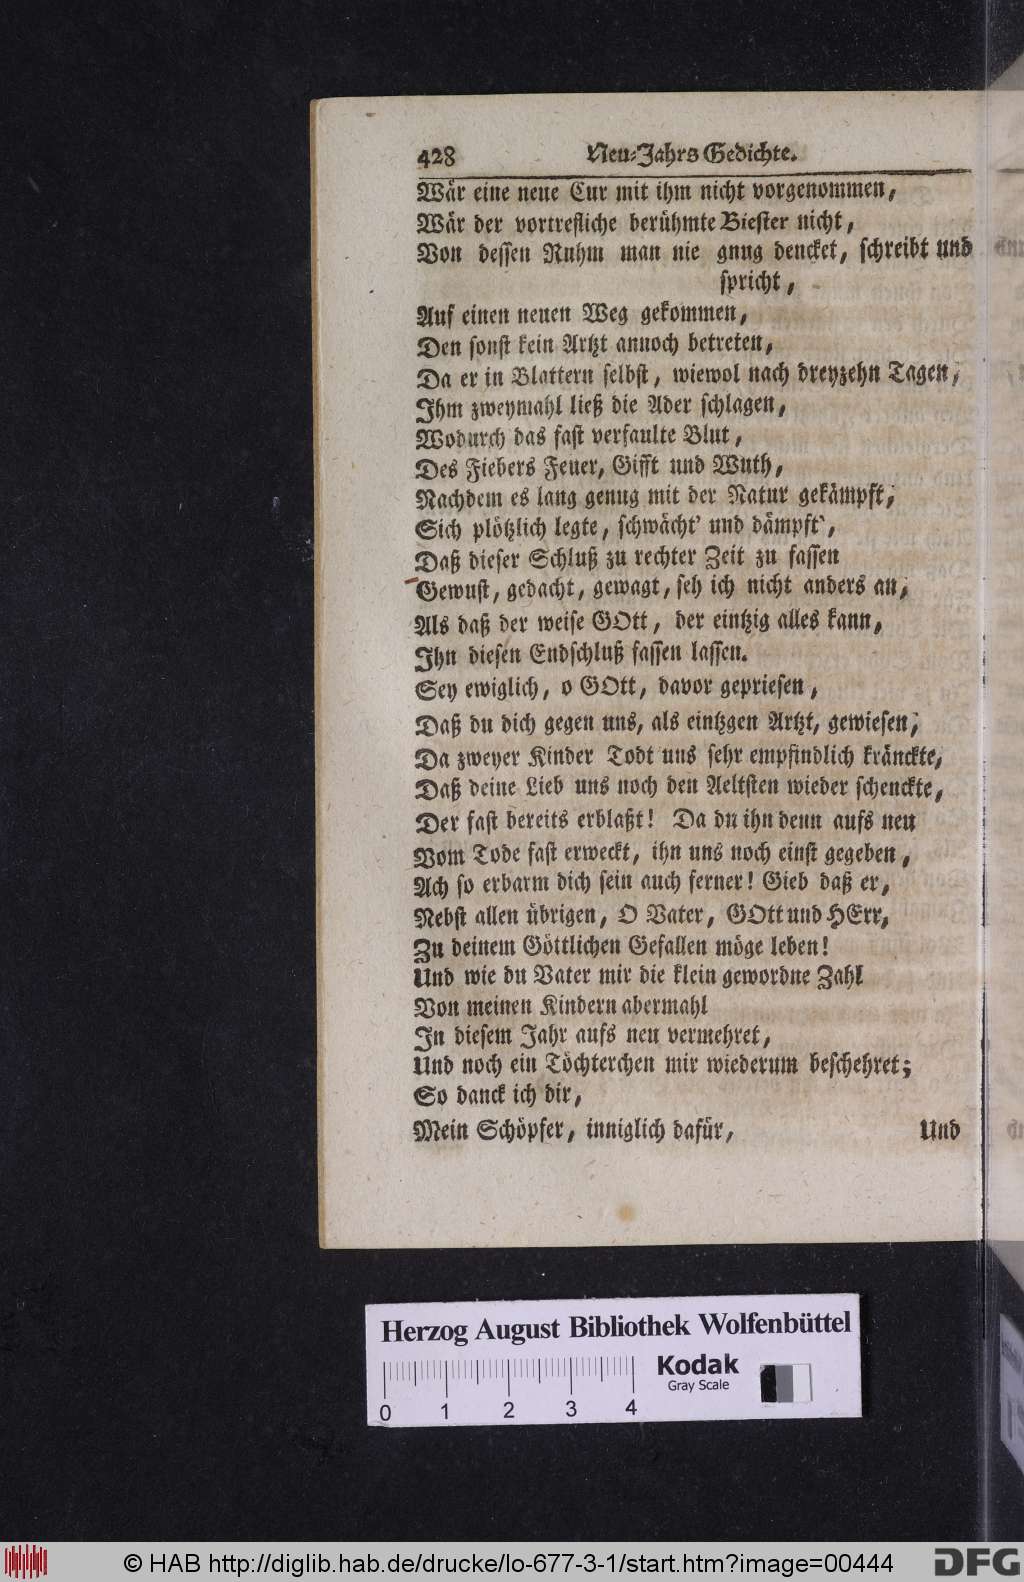 428 Neu-Jahrs Gedichte.
Wär eine neue Cur mit ihm nicht vorgenommen,
Wär der vortrefliche berühmte Biester nicht,
Von dessen Ruhm man nie gnug dencket, schreibt und
spricht,
Auf einen neuen Weg gekommen,
Den sonst kein Artzt annoch betreten,
Da er in Blattern selbst, wiewol nach dreyzehn Tagen,
Ihm zweymahl ließ die Ader schlagen,
Wodurch das fast verfaulte Blut,
Des Fiebers Feuer, Gifft und Wuth,
Nachdem es lang genug mit der Natur gekämpft,
Sich plötzlich legte, schwächt' und dämpft',
Daß dieser Schluß zu rechter Zeit zu fassen
Gewust, gedacht, gewagt, seh ich nicht anders an,
Als daß der weise GOtt, der eintzig alles kann,
Ihn diesen Endschluß fassen lassen.
Sey ewiglich, o GOtt, davor gepriesen,
Daß du dich gegen uns, als eintzgen Artzt, gewiesen,
Da zweyer Kinder Todt uns sehr empfindlich kränckte,
Daß deine Lieb uns noch den Aeltsten wieder schenckte,
Der fast bereits erblaßt! Da du ihn denn aufs neu
Vom Tode fast erweckt, ihn uns noch einst gegeben,
Ach so erbarm dich sein auch ferner! Gieb daß er,
Nebst allen übrigen, O Vater, GOtt und HErr,
Zu deinem Göttlichen Gefallen möge leben!
Und wie du Vater mir die klein gewordne Zahl
Von meinen Kindern abermahl
In diesem Jahr aufs neu vermehret,
Und noch ein Töchterchen mir wiederum beschehret;
So danck ich dir,
Mein Schöpfer, inniglich dafür,
Und
Herzog August Bibliothek Wolfenbüttel
Kodak
Gray Scale
0 1 2 3 4
© HAB http://diglib.hab.de/drucke/lo-677-3-1/start.htm?image=00444
DFG